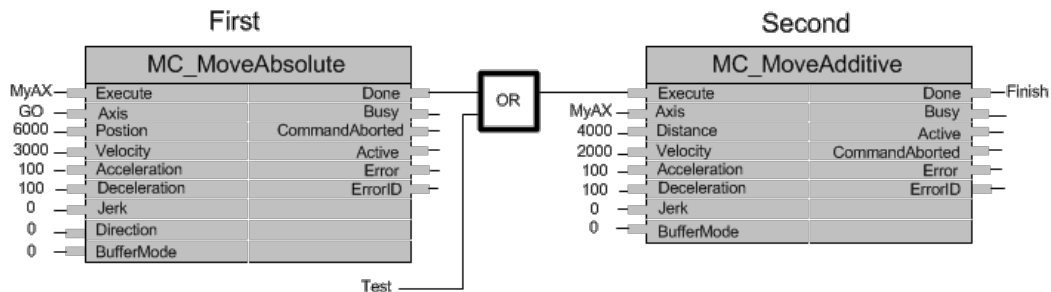 First Second
MC_MoveAbsolute MC_MoveAdditive
MyAX Execute Done OR Execute Done Finish
GO Axis Busy MyAX Axis Busy
6000 Postion CommandAborted 4000 Distance Active
3000 Velocity Active 2000 Velocity CommandAborted
100 Acceleration Error 100 Acceleration Error
100 Deceleration ErrorID 100 Deceleration ErrorID
0 Jerk 0 Jerk
0 Direction 0 BufferMode
0 BufferMode
Test